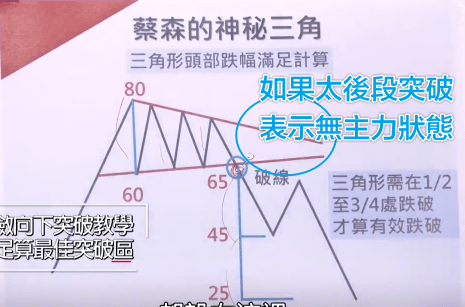 蔡森的神秘三角
三角形頭部跌幅滿足計算
80
如果太後段突破
表示無主力狀態
60
65
破線
三角形需在1/2
至3/4處跌破
才算有效跌破
斂向下突破教學
足算最佳突破區
45
25